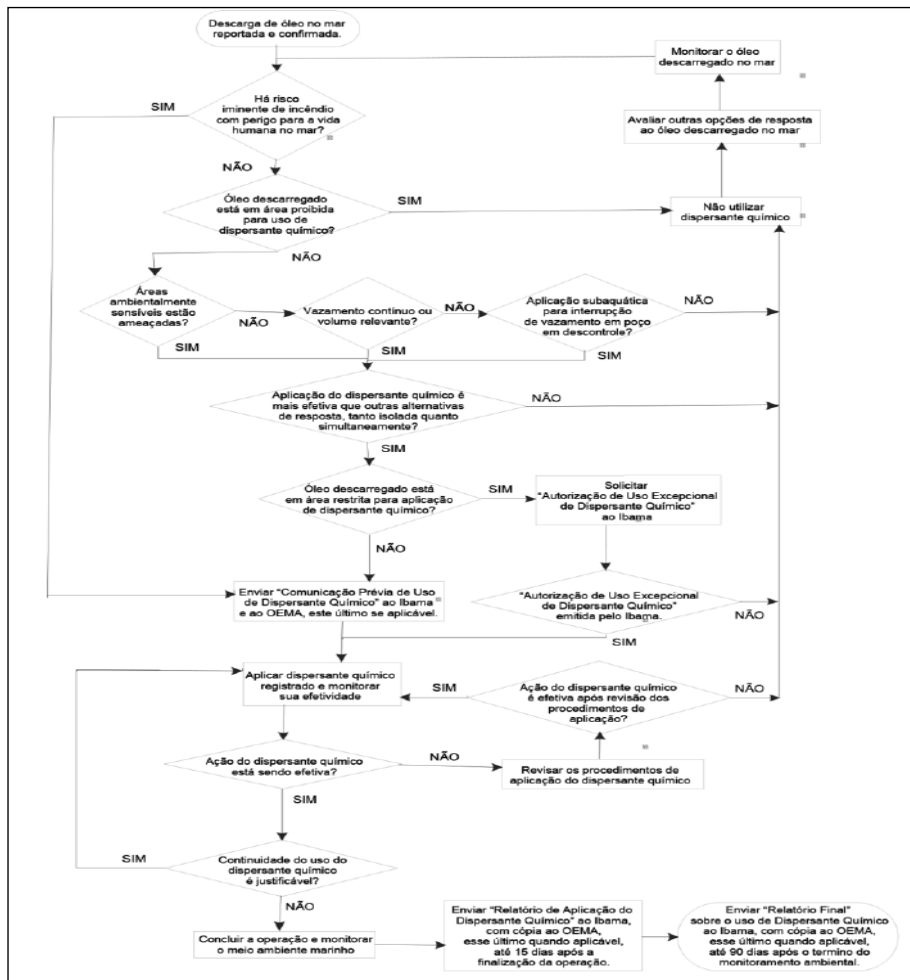 Descarga de óleo no mar
reportada e confirmada.
Monitorar o óleo
descarregado no mar
SIM
Há risco
iminente de incêndio
com perigo para a vida
humana no mar?
Avaliar outras opções de resposta
ao óleo descarregado no mar
NÃO
Óleo descarregado
está em área proibida
para uso de
dispersante químico?
SIM
Não utilizar
dispersante químico
NÃO
Áreas
ambientalmente
sensíveis estão
ameaçadas?
NÃO
Vazamento contínuo ou
volume relevante?
NÃO
Aplicação subaquática
para interrupção
de vazamento em poço
em descontrole?
NÃO
SIM
SIM
SIM
Aplicação do dispersante químico é
mais efetiva que outras alternativas
de resposta, tanto isolada quanto
simultaneamente?
NÃO
SIM
Óleo descarregado está
em área restrita para aplicação
de dispersante químico?
SIM
Solicitar
“Autorização de Uso Excepcional
de Dispersante Químico”
ao Ibama
NÃO
Enviar “Comunicação Prévia de Uso
de Dispersante Químico” ao Ibama
e ao OEMA, este último se aplicável.
“Autorização de Uso Excepcional
de Dispersante Químico”
emitida pelo Ibama.
NÃO
SIM
Aplicar dispersante químico
registrado e monitorar
sua efetividade
SIM
Ação do dispersante químico
é efetiva após revisão dos
procedimentos de
aplicação?
NÃO
Ação do dispersante químico
está sendo efetiva?
NÃO
Revisar os procedimentos de
aplicação do dispersante químico
SIM
SIM
Continuidade do uso do
dispersante químico
é justificável?
NÃO
Concluir a operação e monitorar
o meio ambiente marinho
Enviar “Relatório de Aplicação do
Dispersante Químico” ao Ibama,
com cópia ao OEMA,
esse último quando aplicável,
até 15 dias após a
finalização da operação.
Enviar “Relatório Final”
sobre o uso de Dispersante Químico
ao Ibama, com cópia ao OEMA,
esse último quando aplicável,
até 90 dias após o termino do
monitoramento ambiental.